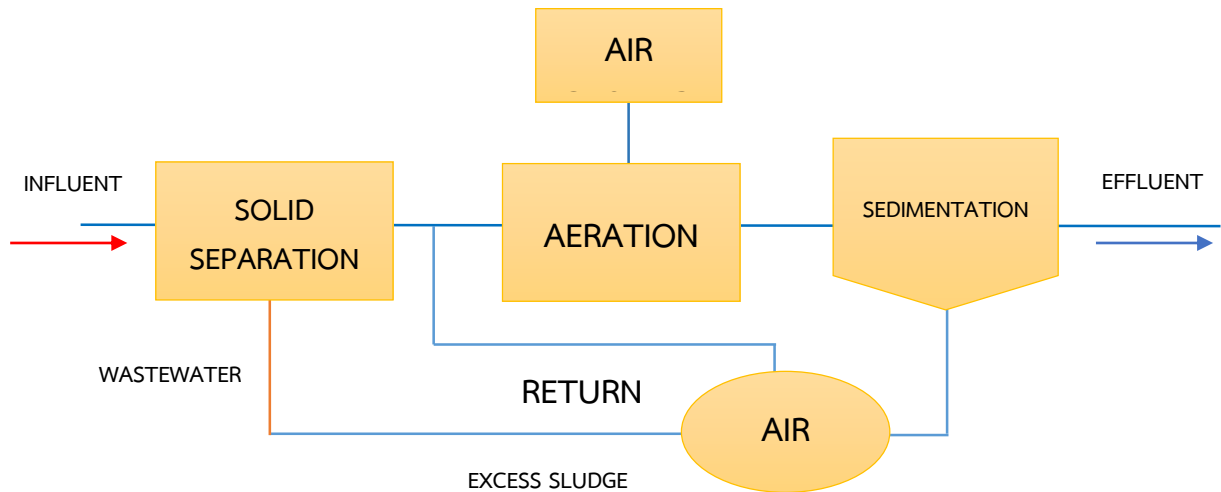 AIR
INFLUENT
SOLID
SEPARATION
AERATION
SEDIMENTATION
EFFLUENT
WASTEWATER
RETURN
AIR
EXCESS SLUDGE